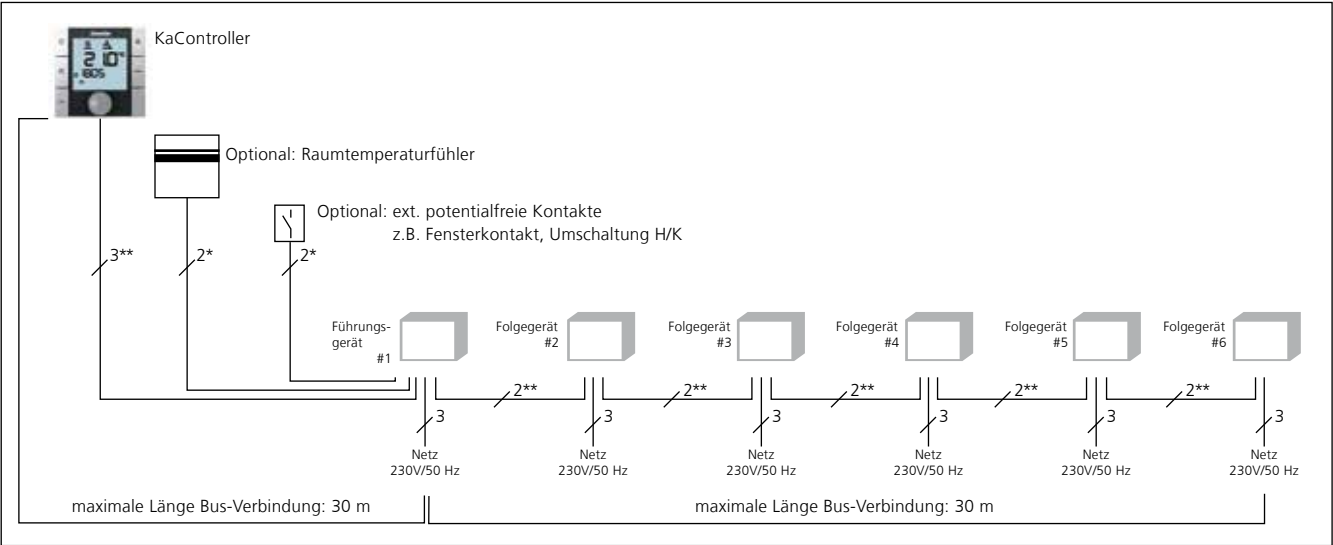 KaController
Optional: Raumtemperaturfühler
Optional: ext. potentialfreie Kontakte
z.B. Fensterkontakt, Umschaltung H/K
3**
2*
2*
Führungs-
gerät
#1
Folgegerät
#2
Folgegerät
#3
Folgegerät
#4
Folgegerät
#5
Folgegerät
#6
2**
2**
2**
2**
2**
3
3
3
3
3
3
Netz
230V/50 Hz
Netz
230V/50 Hz
Netz
230V/50 Hz
Netz
230V/50 Hz
Netz
230V/50 Hz
Netz
230V/50 Hz
maximale Länge Bus-Verbindung: 30 m
maximale Länge Bus-Verbindung: 30 m